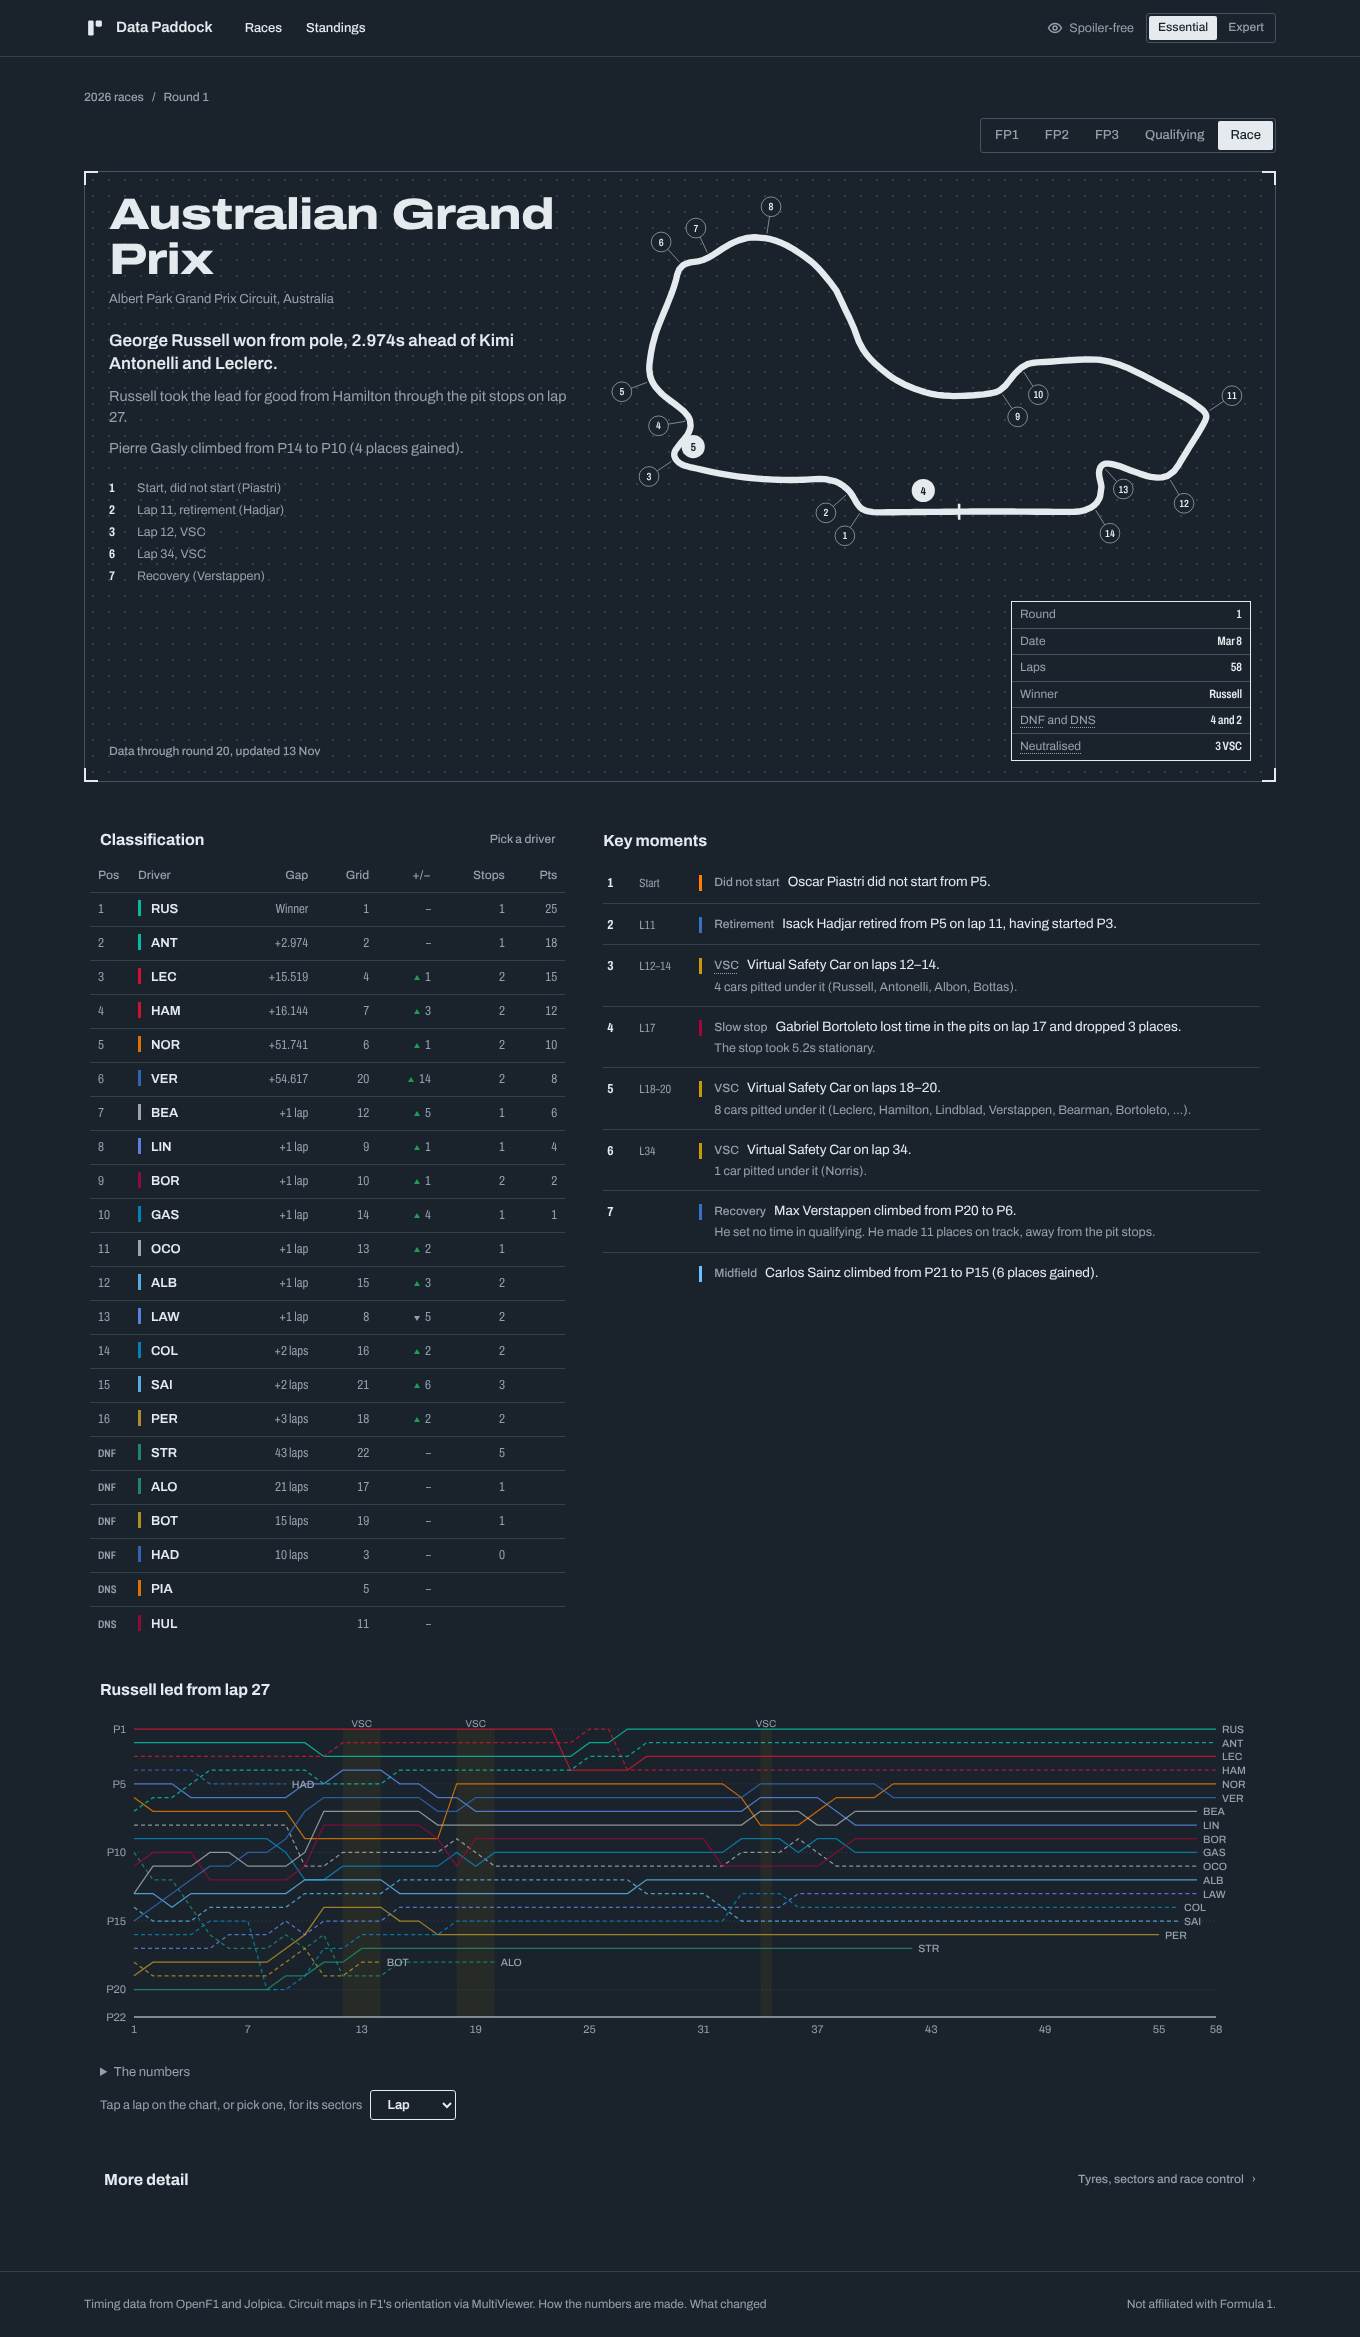 Data Paddock Races Standings Spoiler-free Essential Expert
2026 races / Round 1
FP1 FP2 FP3 Qualifying Race
Australian Grand
Prix
Albert Park Grand Prix Circuit, Australia
George Russell won from pole, 2.974s ahead of Kimi
Antonelli and Leclerc.
Russell took the lead for good from Hamilton through the pit stops on lap
27.
Pierre Gasly climbed from P14 to P10 (4 places gained).
1 Start, did not start (Piastri)
2 Lap 11, retirement (Hadjar)
3 Lap 12, VSC
6 Lap 34, VSC
7 Recovery (Verstappen)
8
7
6
5
11
10
9
4
5
3
13
4
12
2
14
1
Round 1
Date Mar 8
Laps 58
Winner Russell
DNF and DNS 4 and 2
Neutralised 3 VSC
Data through round 20, updated 13 Nov
Classification Pick a driver
Pos Driver Gap Grid +/− Stops Pts
1 RUS Winner 1 – 1 25
2 ANT +2.974 2 – 1 18
3 LEC +15.519 4 ▲ 1 2 15
4 HAM +16.144 7 ▲ 3 2 12
5 NOR +51.741 6 ▲ 1 2 10
6 VER +54.617 20 ▲ 14 2 8
7 BEA +1 lap 12 ▲ 5 1 6
8 LIN +1 lap 9 ▲ 1 1 4
9 BOR +1 lap 10 ▲ 1 2 2
10 GAS +1 lap 14 ▲ 4 1 1
11 OCO +1 lap 13 ▲ 2 1
12 ALB +1 lap 15 ▲ 3 2
13 LAW +1 lap 8 ▼ 5 2
14 COL +2 laps 16 ▲ 2 2
15 SAI +2 laps 21 ▲ 6 3
16 PER +3 laps 18 ▲ 2 2
DNF STR 43 laps 22 – 5
DNF ALO 21 laps 17 – 1
DNF BOT 15 laps 19 – 1
DNF HAD 10 laps 3 – 0
DNS PIA 5 –
DNS HUL 11 –
Key moments
1 Start Did not start Oscar Piastri did not start from P5.
2 L11 Retirement Isack Hadjar retired from P5 on lap 11, having started P3.
3 L12–14 VSC Virtual Safety Car on laps 12–14.
4 cars pitted under it (Russell, Antonelli, Albon, Bottas).
4 L17 Slow stop Gabriel Bortoleto lost time in the pits on lap 17 and dropped 3 places.
The stop took 5.2s stationary.
5 L18–20 VSC Virtual Safety Car on laps 18–20.
8 cars pitted under it (Leclerc, Hamilton, Lindblad, Verstappen, Bearman, Bortoleto, ...).
6 L34 VSC Virtual Safety Car on lap 34.
1 car pitted under it (Norris).
7 Recovery Max Verstappen climbed from P20 to P6.
He set no time in qualifying. He made 11 places on track, away from the pit stops.
Midfield Carlos Sainz climbed from P21 to P15 (6 places gained).
Russell led from lap 27
VSC VSC VSC
P1 RUS
ANT
LEC
HAM
P5 HAD NOR
VER
BEA
LIN
BOR
P10 GAS
OCO
ALB
LAW
COL
P15 SAI
PER
STR
BOT ALO
P20
P22
1 7 13 19 25 31 37 43 49 55 58
▶ The numbers
Tap a lap on the chart, or pick one, for its sectors Lap
More detail Tyres, sectors and race control ›
Timing data from OpenF1 and Jolpica. Circuit maps in F1's orientation via MultiViewer. How the numbers are made. What changed Not affiliated with Formula 1.